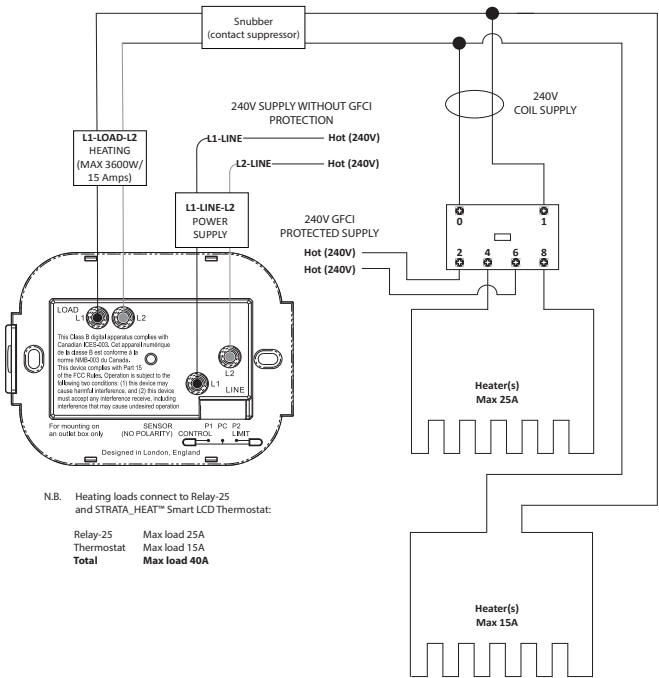 Snubber
(contact suppressor)
240V SUPPLY WITHOUT GFCI
PROTECTION
L1-LINE
Hot (240V)
L2-LINE
Hot (240V)
240V
COIL SUPPLY
L1-LOAD-L2
HEATING
(MAX 3600W/
15 Amps)
L1-LINE-L2
POWER
SUPPLY
240V GFCI
PROTECTED SUPPLY
Hot (240V)
Hot (240V)
0 1
2 4 6 8
LOAD
L1 L2
This Class B digital apparatus complies with
Canadian ICES-003. Cet appareil numérique
de la classe B est conforme à la
norme NMB-003 du Canada.
This device complies with Part 15
of the FCC Rules. Operation is subject to the
following two conditions: (1) this device may
cause harmful interference, and (2) this device
must accept any interference receive, including
interference that may cause undesired operation
L2
L1
LINE
For mounting on
an outlet box only
SENSOR
(NO POLARITY)
P1 PC P2
CONTROL LIMIT
Designed in London, England
Heater(s)
Max 25A
N.B. Heating loads connect to Relay-25
and STRATA_HEAT™ Smart LCD Thermostat:
Relay-25 Max load 25A
Thermostat Max load 15A
Total Max load 40A
Heater(s)
Max 15A